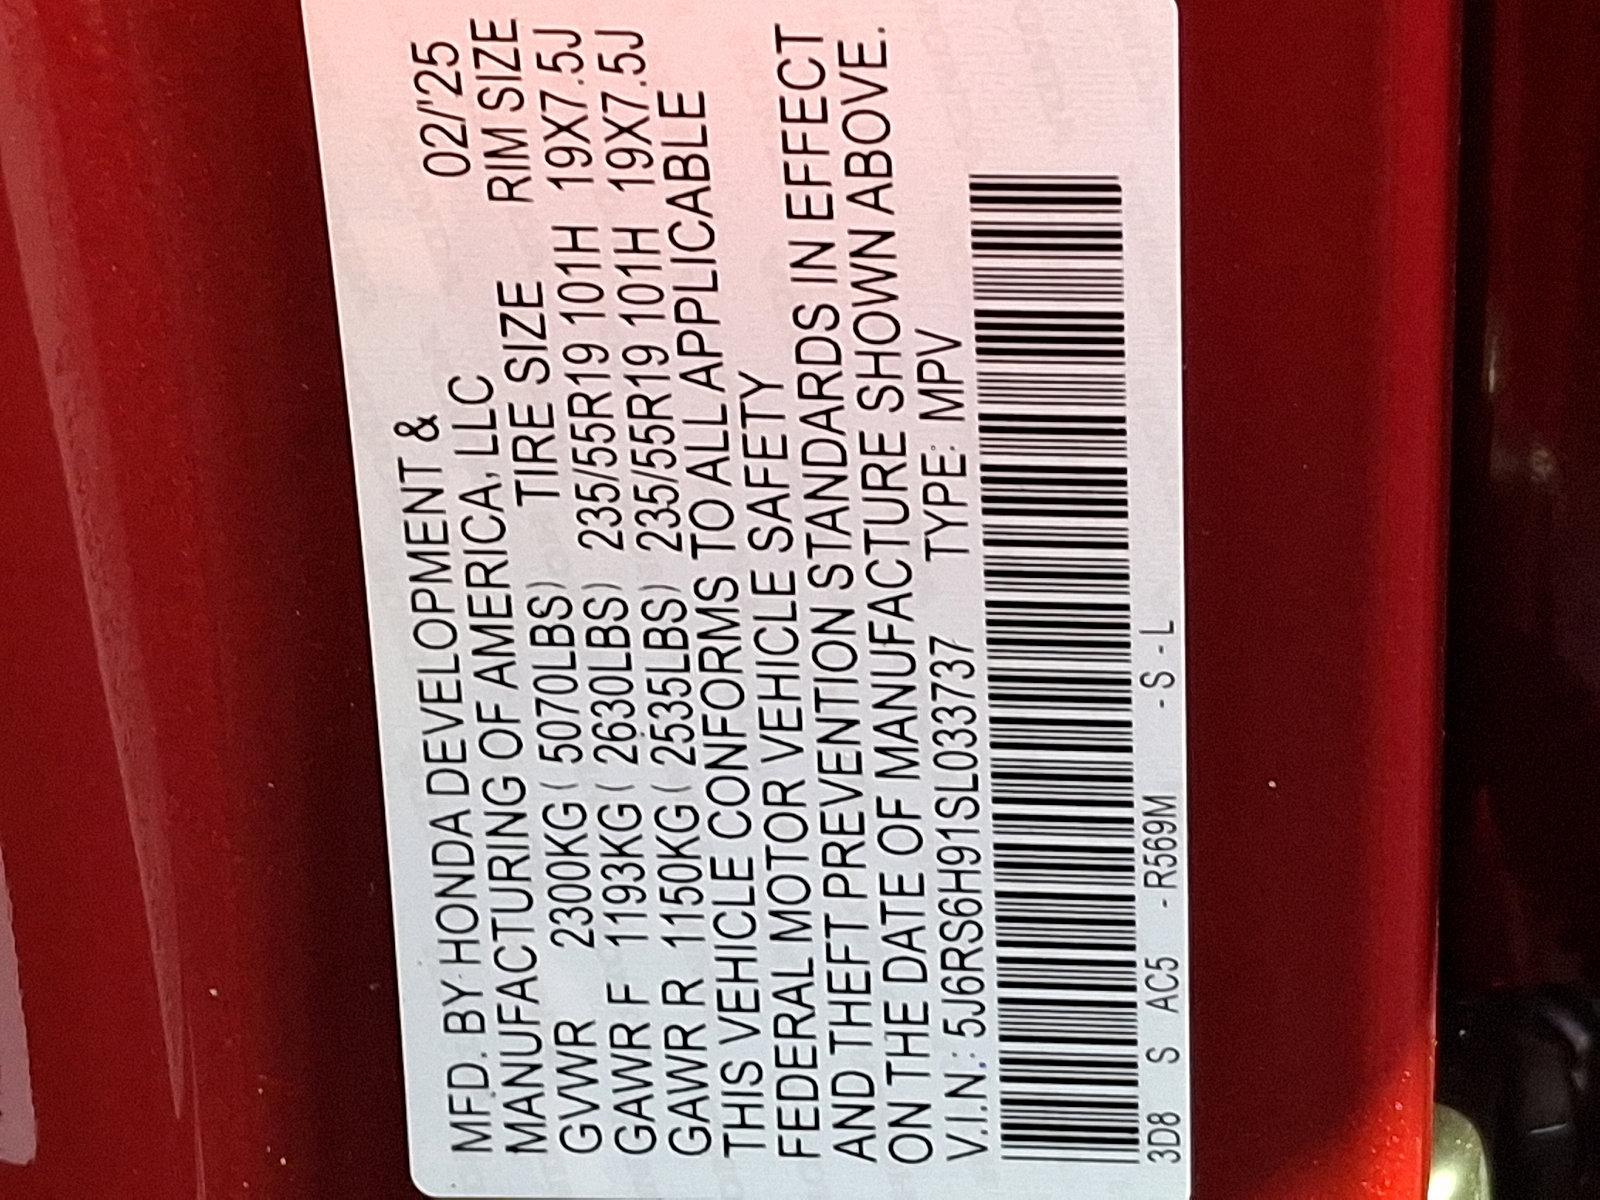 MFD. BY HONDA DEVELOPMENT & 02/'25
MANUFACTURING OF AMERICA, LLC RIM SIZE
TIRE SIZE
GVWR 2300KG ( 5070LBS) 235/55R19 101H 19X7.5J
GAWR F 1193KG ( 2630LBS) 235/55R19 101H 19X7.5J
GAWR R 1150KG ( 2535LBS) 
THIS VEHICLE CONFORMS TO ALL APPLICABLE
FEDERAL MOTOR VEHICLE SAFETY
AND THEFT PREVENTION STANDARDS IN EFFECT
ON THE DATE OF MANUFACTURE SHOWN ABOVE.
V.I.N.: 5J6RS6H91SL033737 TYPE: MPV
3D8 S AC5 -R569M - S - L